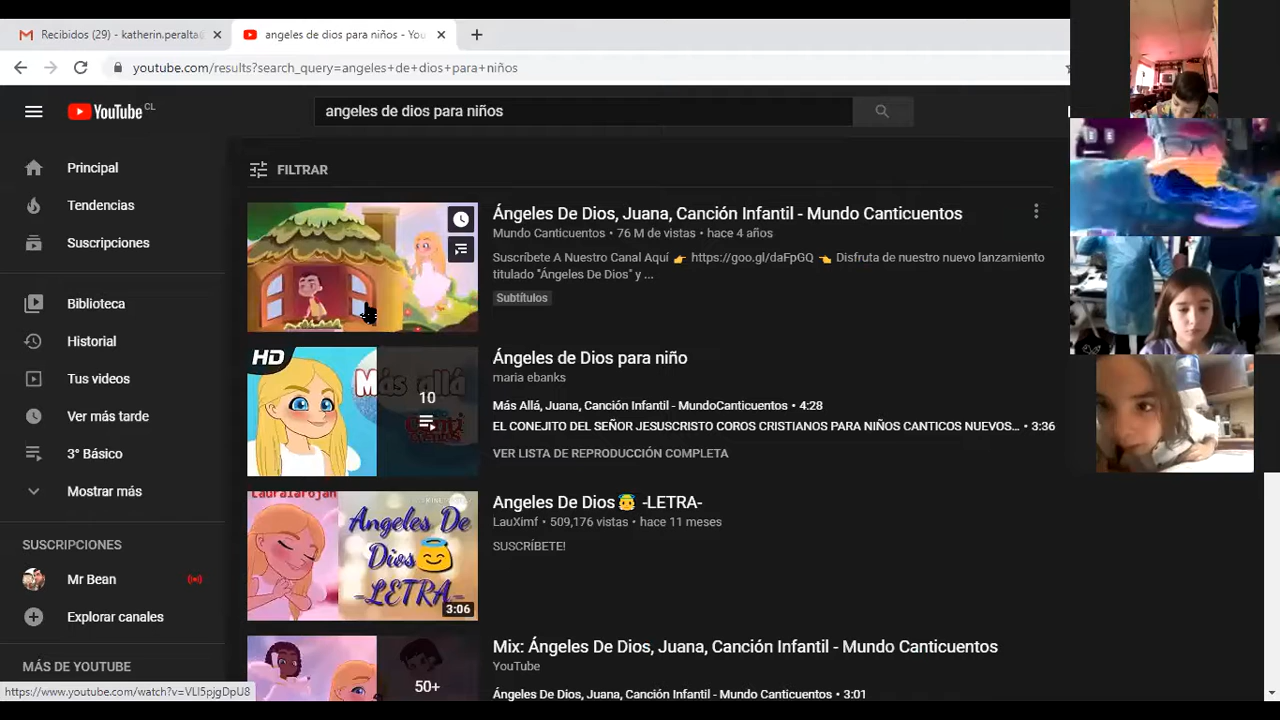 Recibidos (29) - katherin.peralta
angeles de dios para niños - You
youtube.com/results?search_query=angeles+de+dios+para+niños
YouTube CL
angeles de dios para niños
Principal
Tendencias
Suscripciones
Biblioteca
Historial
Tus videos
Ver más tarde
3° Básico
Mostrar más
SUSCRIPCIONES
Mr Bean
Explorar canales
MÁS DE YOUTUBE
https://www.youtube.com/watch?v=VLl5pjgDpU8
FILTRAR
Ángeles De Dios, Juana, Canción Infantil - Mundo Canticuentos
Mundo Canticuentos • 76 M de vistas • hace 4 años
Suscríbete A Nuestro Canal Aquí 👉 https://goo.gl/daFpGQ 👈 Disfruta de nuestro nuevo lanzamiento
titulado "Ángeles De Dios" y ...
Subtítulos
HD
Más allá
10
Ángeles de Dios para niño
maria ebanks
Más Allá, Juana, Canción Infantil - MundoCanticuentos • 4:28
EL CONEJITO DEL SEÑOR JESUSCRISTO COROS CRISTIANOS PARA NIÑOS CANTICOS NUEVOS... • 3:36
VER LISTA DE REPRODUCCIÓN COMPLETA
Angeles De
Dios😊
-LETRA-
3:06
Angeles De Dios😇 -LETRA-
LauXimf • 509,176 vistas • hace 11 meses
SUSCRÍBETE!
50+
Mix: Ángeles De Dios, Juana, Canción Infantil - Mundo Canticuentos
YouTube
Ángeles De Dios, Juana, Canción Infantil - Mundo Canticuentos • 3:01